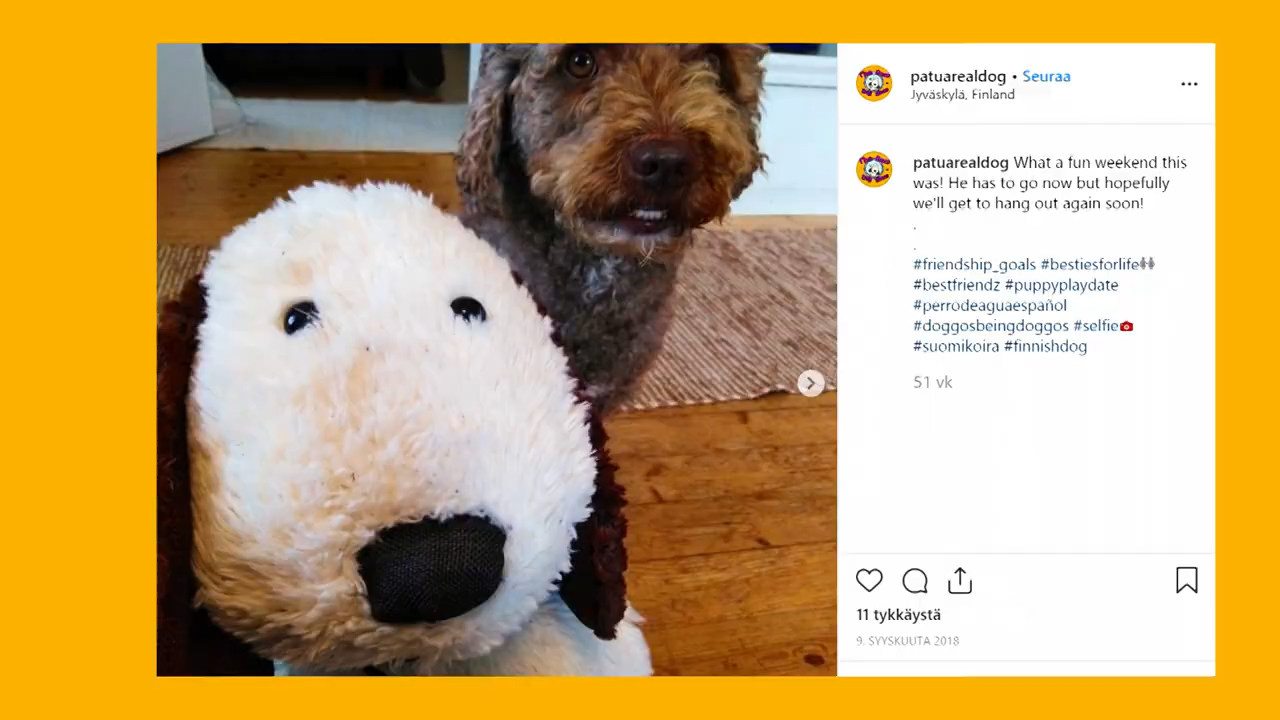 patuarealdog • Seuraa
Jyväskylä, Finland
patuarealdog What a fun weekend this
was! He has to go now but hopefully
we'll get to hang out again soon!
.
.
#friendship_goals #bestiesforlife
#bestfriendz #puppyplaydate
#perrodeaguaespañol
#doggosbeingdoggos #selfie
#suomikoira #finnishdog
51 vk
11 tykkäystä
9. SYYSKUUTA 2018